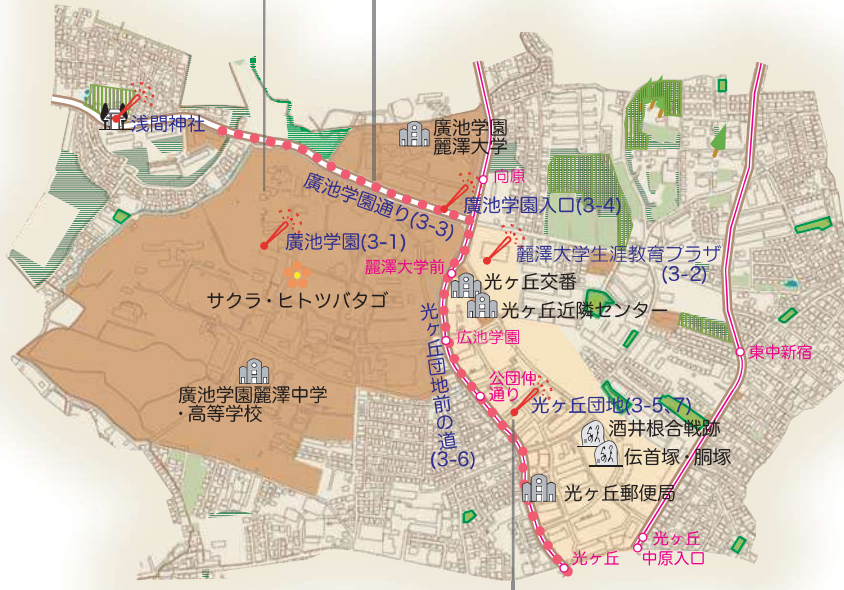 浅間神社
廣池学園
麗澤大学
向原
廣池学園通り(3-3)
廣池学園入口(3-4)
廣池学園(3-1)
麗澤大学生涯教育プラザ
(3-2)
麗澤大学前
光ヶ丘交番
サクラ・ヒトツバタゴ
光ヶ丘近隣センター
光ヶ丘団地前の道
(3-6)
広池学園
東中新宿
廣池学園麗澤中学
・高等学校
公団仲
通り
光ヶ丘団地(3-5、7)
酒井根合戦跡
伝首塚・胴塚
光ヶ丘郵便局
光ヶ丘
光ヶ丘
中原入口